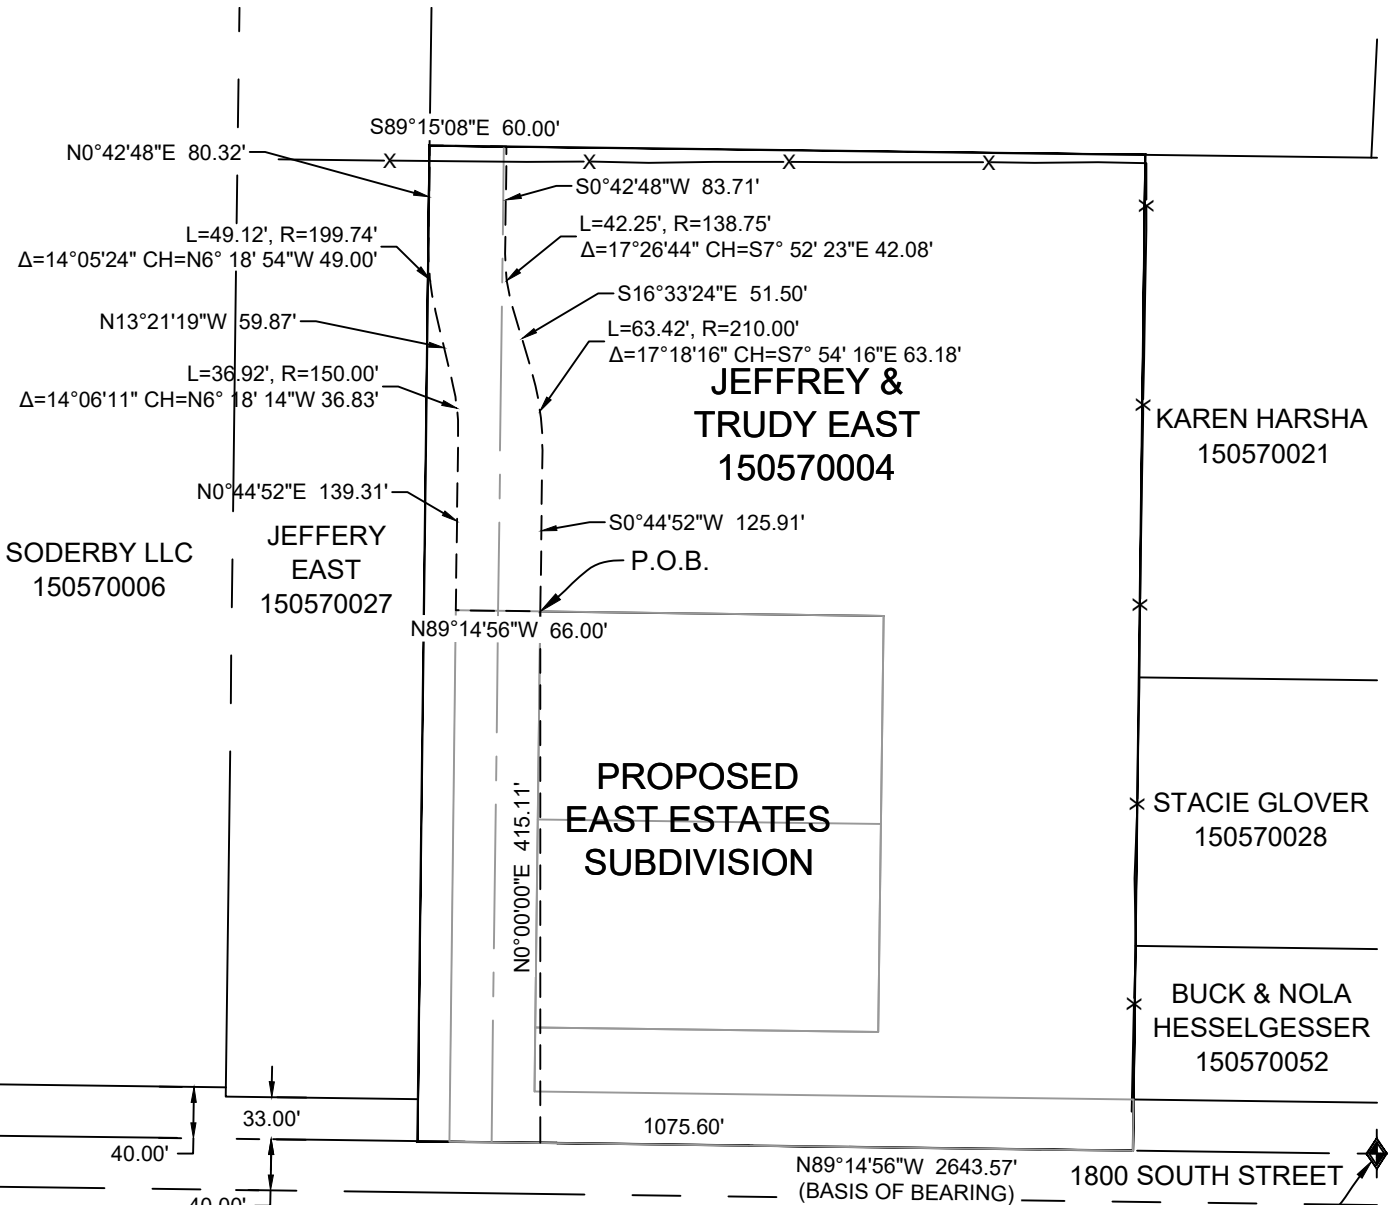 S89°15'08"E 60.00'
N0°42'48"E 80.32'
X X X X
S0°42'48"W 83.71'
L=49.12', R=199.74'
Δ=14°05'24" CH=N6° 18' 54"W 49.00'
L=42.25', R=138.75'
Δ=17°26'44" CH=S7° 52' 23"E 42.08'
S16°33'24"E 51.50'
N13°21'19"W 59.87'
L=63.42', R=210.00'
Δ=17°18'16" CH=S7° 54' 16"E 63.18'
L=36.92', R=150.00'
Δ=14°06'11" CH=N6° 18' 14"W 36.83'
JEFFREY &
TRUDY EAST
150570004
KAREN HARSHA
150570021
N0°44'52"E 139.31'
S0°44'52"W 125.91'
SODERBY LLC
150570006
JEFFERY
EAST
150570027
P.O.B.
N89°14'56"W 66.00'
PROPOSED
EAST ESTATES
SUBDIVISION
N0°00'00"E 415.11'
STACIE GLOVER
150570028
BUCK & NOLA
HESSELGESSER
150570052
33.00'
40.00'
1075.60'
N89°14'56"W 2643.57'
(BASIS OF BEARING)
1800 SOUTH STREET
40.00'